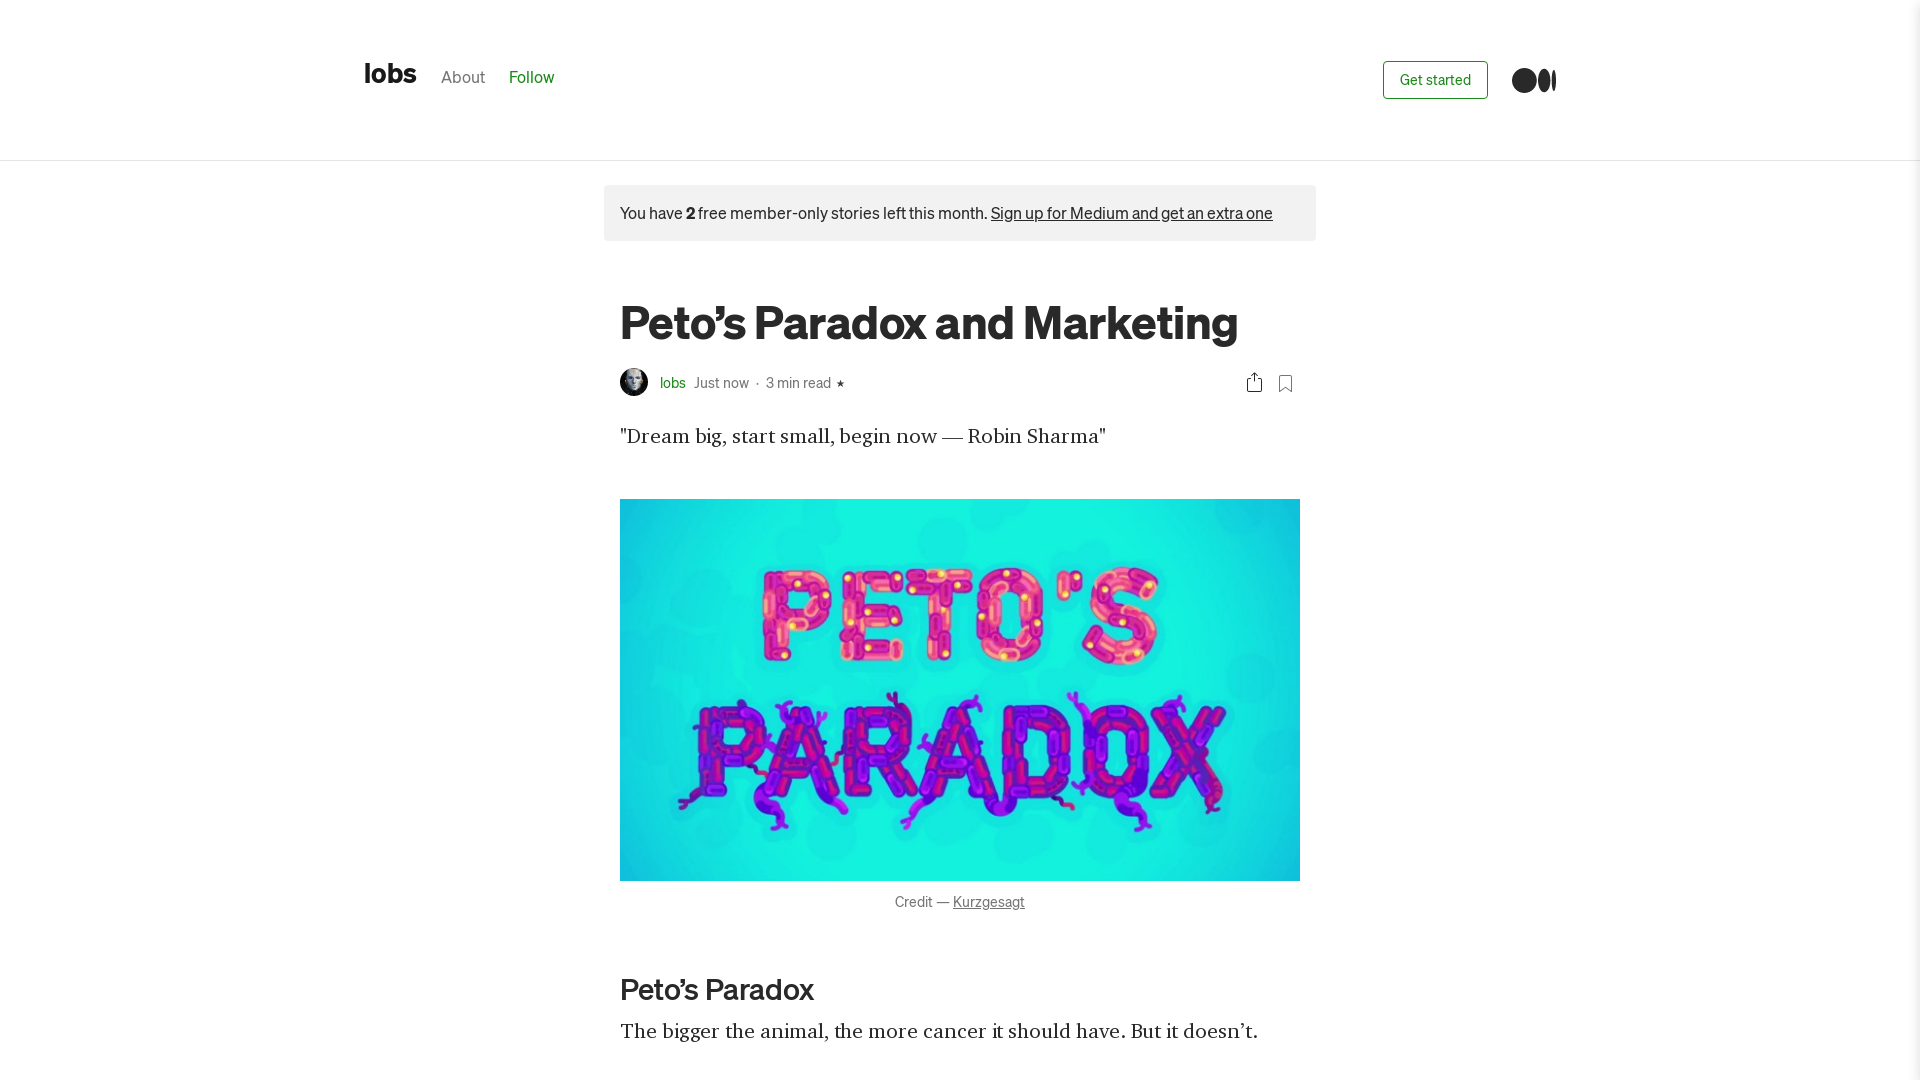 lobs
About
Follow
Get started
You have 2 free member-only stories left this month. Sign up for Medium and get an extra one
Peto’s Paradox and Marketing
lobs Just now · 3 min read ★
"Dream big, start small, begin now — Robin Sharma"
PETO'S
PARADOX
Credit — Kurzgesagt
Peto’s Paradox
The bigger the animal, the more cancer it should have. But it doesn’t.